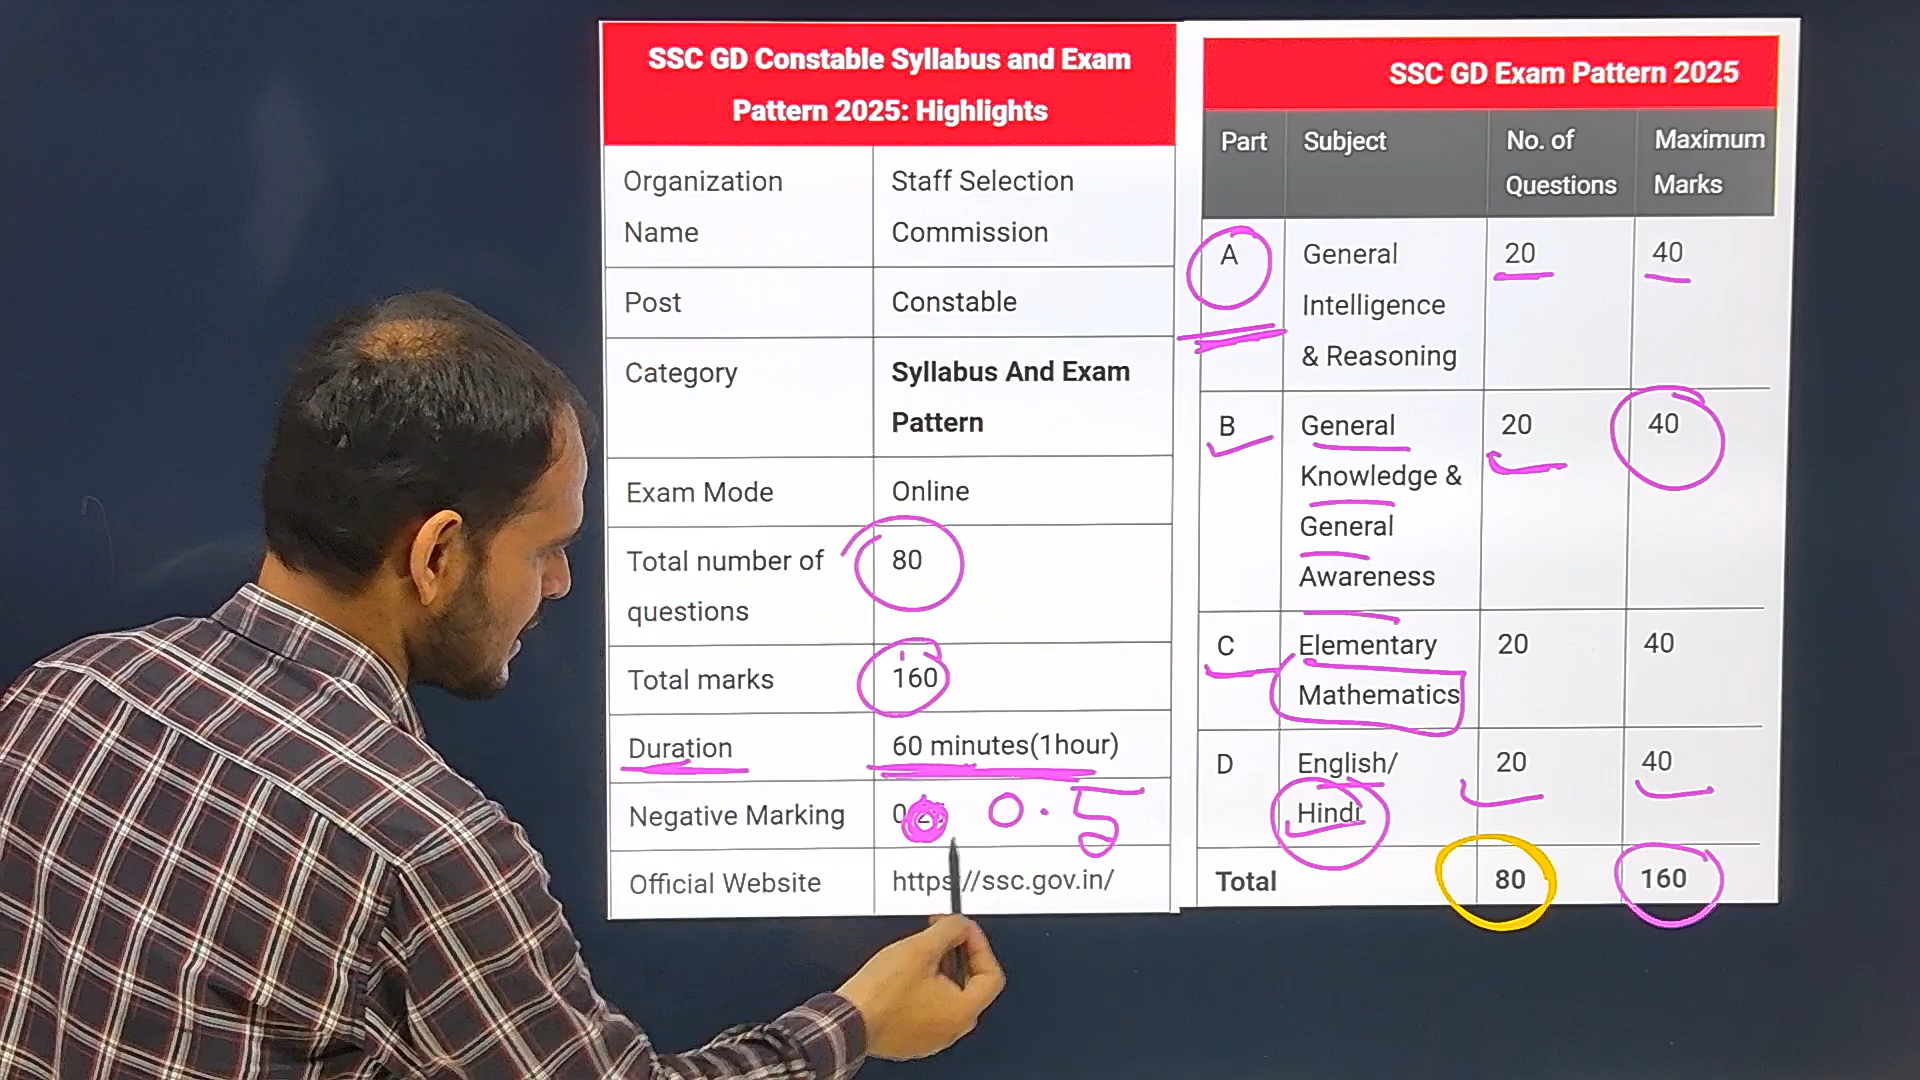 SSC GD Constable Syllabus and Exam
Pattern 2025: Highlights
Organization
Name
Staff Selection
Commission
Post
Constable
Category
Syllabus And Exam
Pattern
Exam Mode
Online
Total number of
questions
80
Total marks
160
Duration
60 minutes(1hour)
Negative Marking
0.5
Official Website
https://ssc.gov.in/
SSC GD Exam Pattern 2025
Part
Subject
No. of
Questions
Maximum
Marks
A
General
Intelligence
& Reasoning
20
40
B
General
Knowledge &
General
Awareness
20
40
C
Elementary
Mathematics
20
40
D
English/
Hindi
20
40
Total
80
160